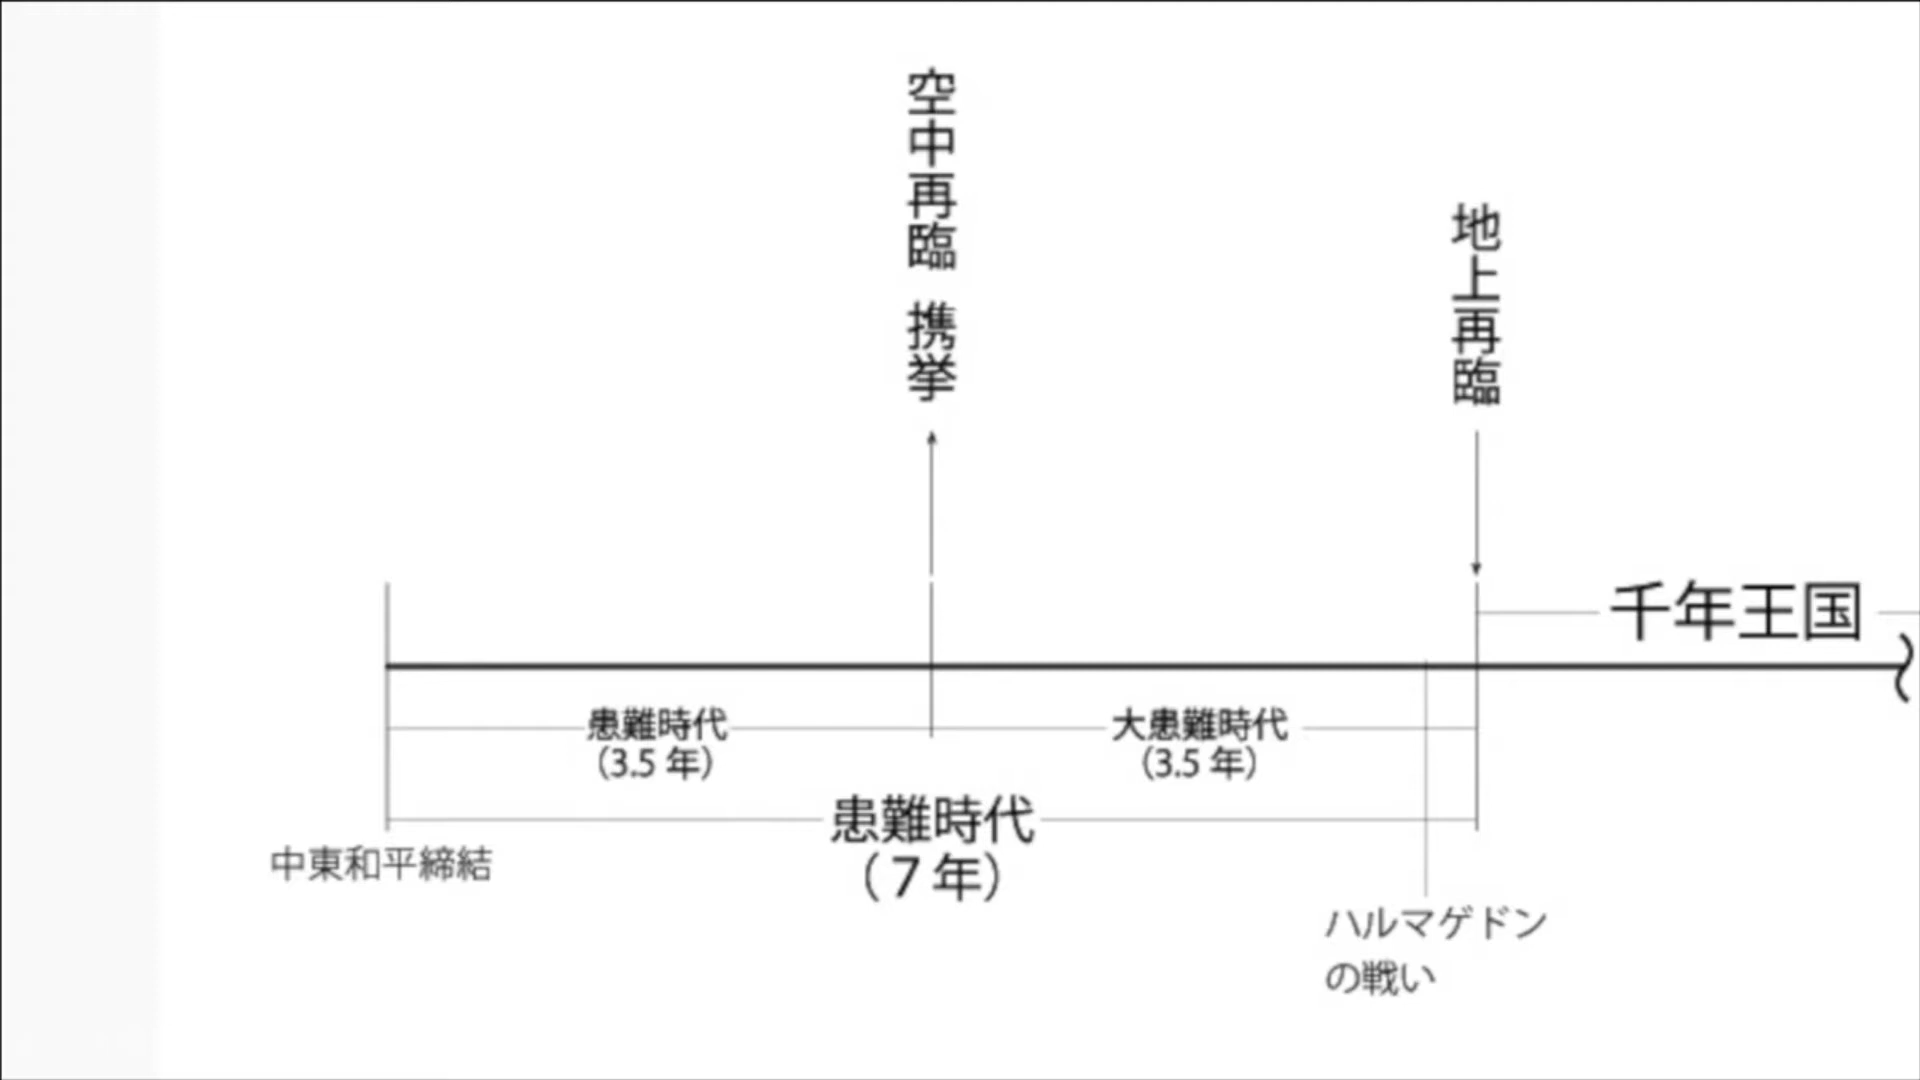 空中再臨 携挙
地上再臨
千年王国
患難時代
（3.5 年）
大患難時代
（3.5 年）
患難時代
（７年）
中東和平締結
ハルマゲドン
の戦い